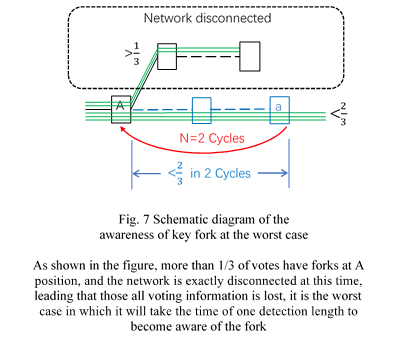 Network disconnected
>1/3
A
a
<2/3
N=2 Cycles
<2/3 in 2 Cycles
Fig. 7 Schematic diagram of the
awareness of key fork at the worst case
As shown in the figure, more than 1/3 of votes have forks at A
position, and the network is exactly disconnected at this time,
leading that those all voting information is lost, it is the worst
case in which it will take the time of one detection length to
become aware of the fork